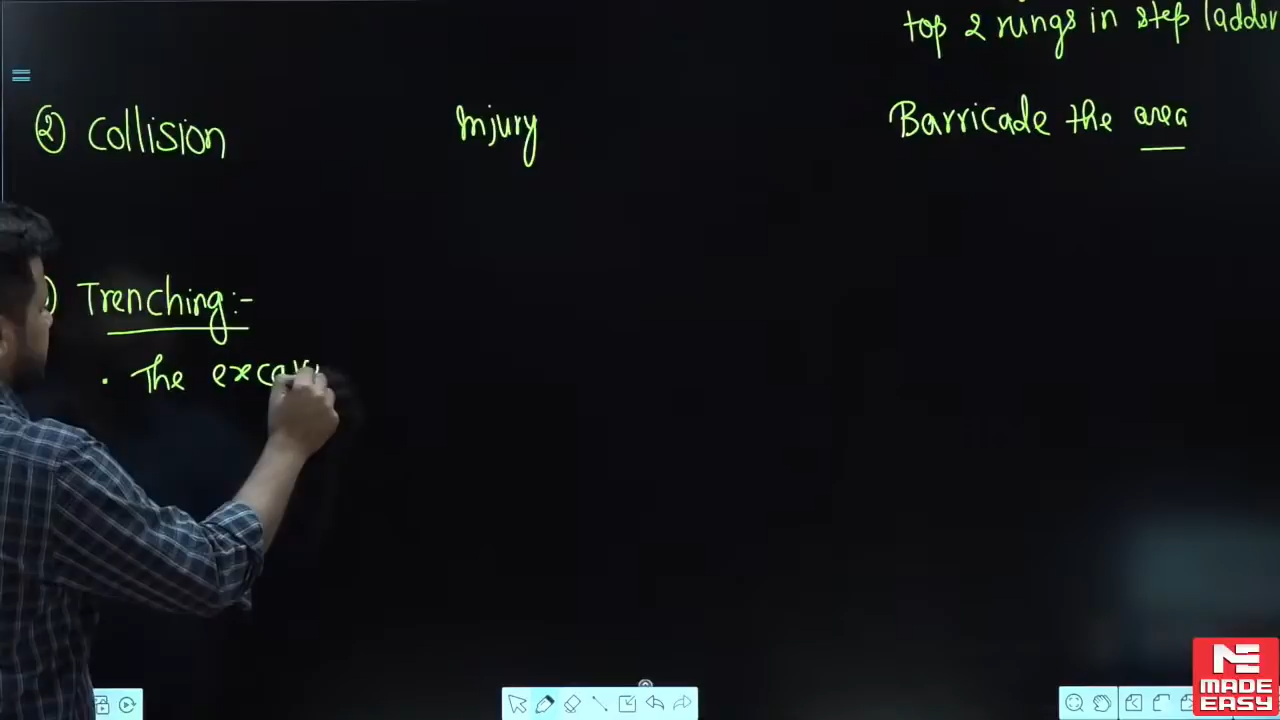 top 2 rings in step ladder
② Collision Injury Barricade the area
) Trenching:-
• The
MADE
EASY